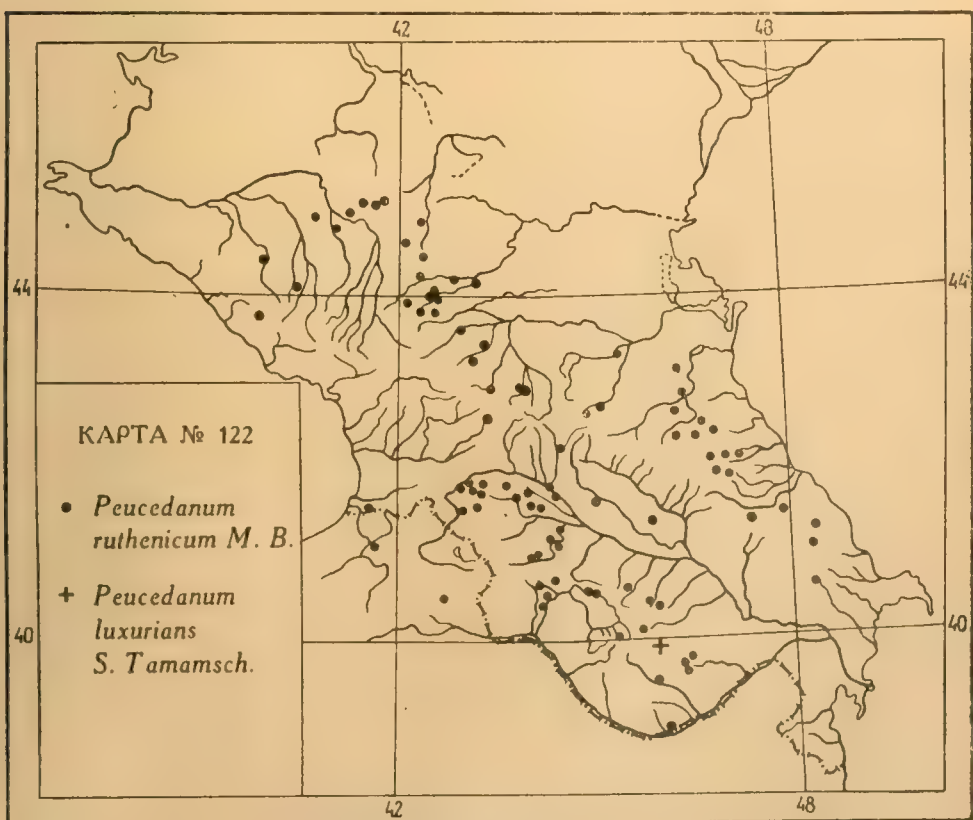 42 48
44 44
КАРТА № 122
• Peucedanum
ruthenicum M. B.
+ Peucedanum
luxurians
S. Tamamsch.
40 40
42 48